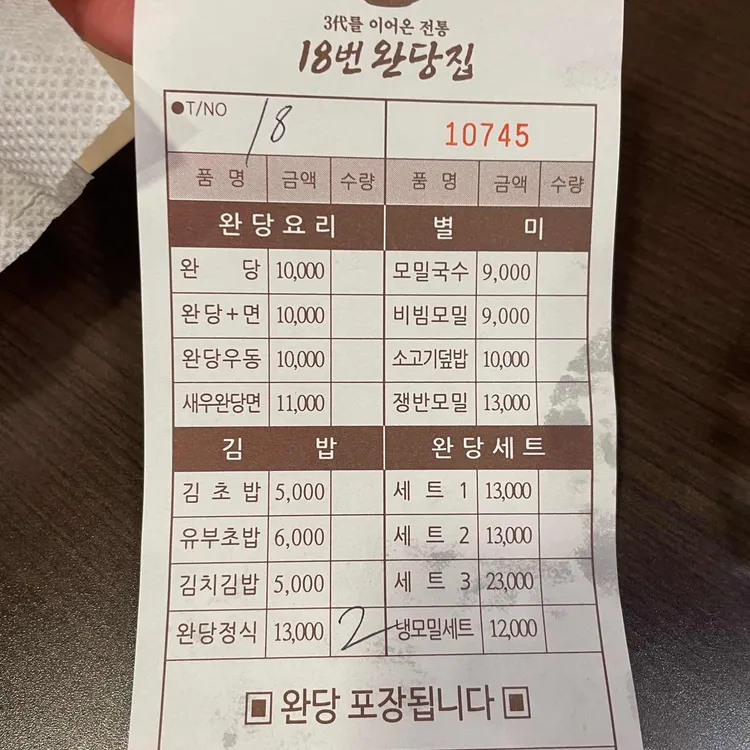 3代를 이어온 전통
18번완당집
●T/NO 18 10745
품 명 금액 수량 품 명 금액 수량
완당요리 별 미
완 당 10,000 모밀국수 9,000
완당+면 10,000 비빔모밀 9,000
완당우동 10,000 소고기덮밥 10,000
새우완당면 11,000 쟁반모밀 13,000
김 밥 완당세트
김초밥 5,000 세트1 13,000
유부초밥 6,000 세트2 13,000
김치김밥 5,000 세트3 23,000
완당정식 13,000 2 냉모밀세트 12,000
▣ 완당 포장됩니다 ▣